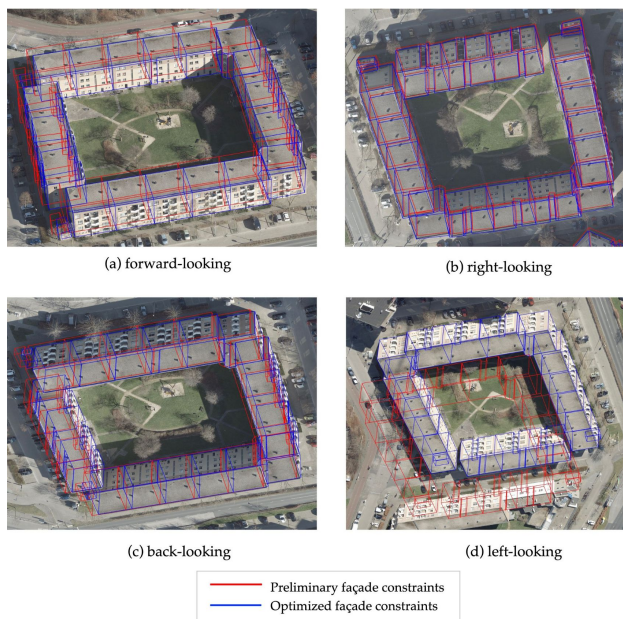 (a) forward-looking
(b) right-looking
(c) back-looking
(d) left-looking
Preliminary façade constraints
Optimized façade constraints